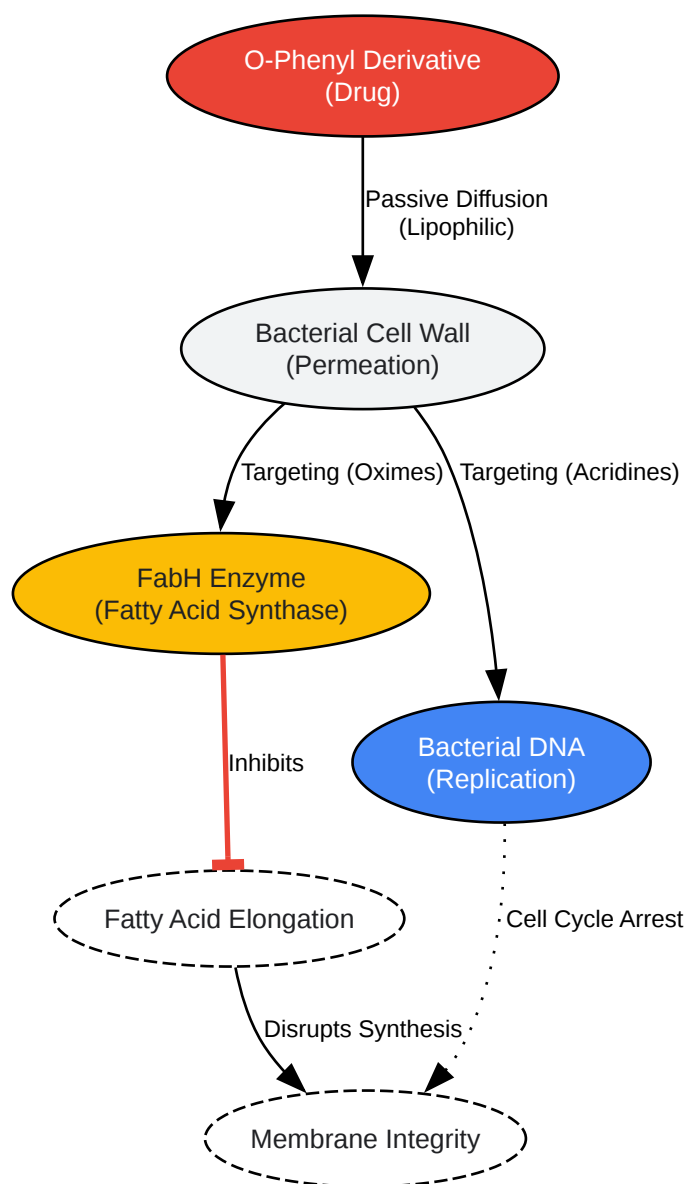 O-Phenyl Derivative
(Drug)
Passive Diffusion
(Lipophilic)
Bacterial Cell Wall
(Permeation)
Targeting (Oximes)
Targeting (Acridines)
FabH Enzyme
(Fatty Acid Synthase)
Bacterial DNA
(Replication)
Inhibits
Fatty Acid Elongation
Cell Cycle Arrest
Disrupts Synthesis
Membrane Integrity